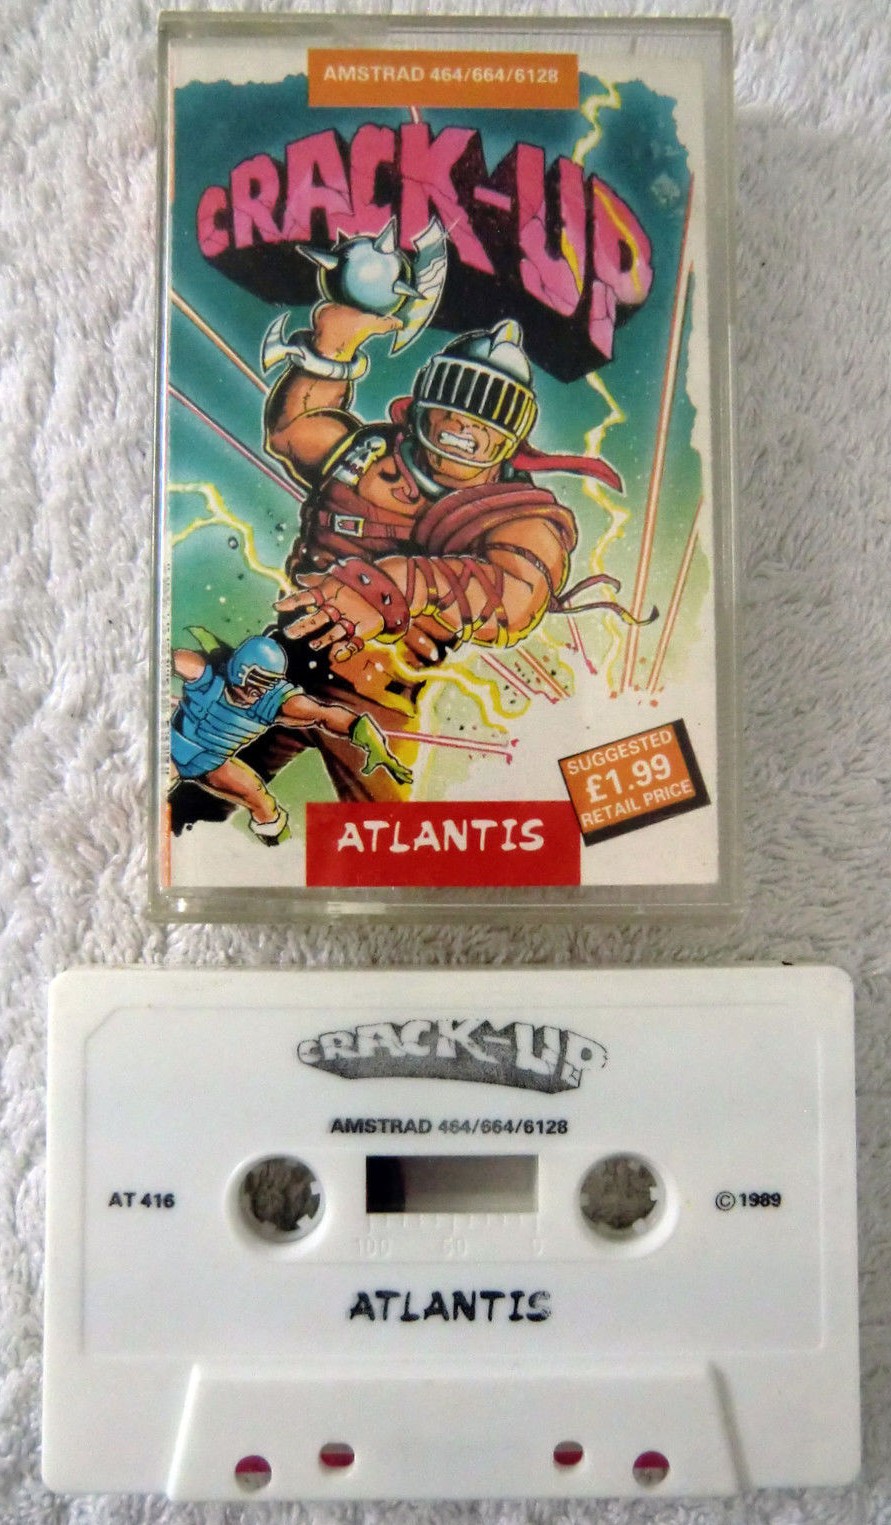 AMSTRAD 464/664/6128
CRACK-UP
SUGGESTED
£1.99
RETAIL PRICE
ATLANTIS
CRACK-UP
AMSTRAD 464/664/6128
AT 416
© 1989
100 50 0
ATLANTIS